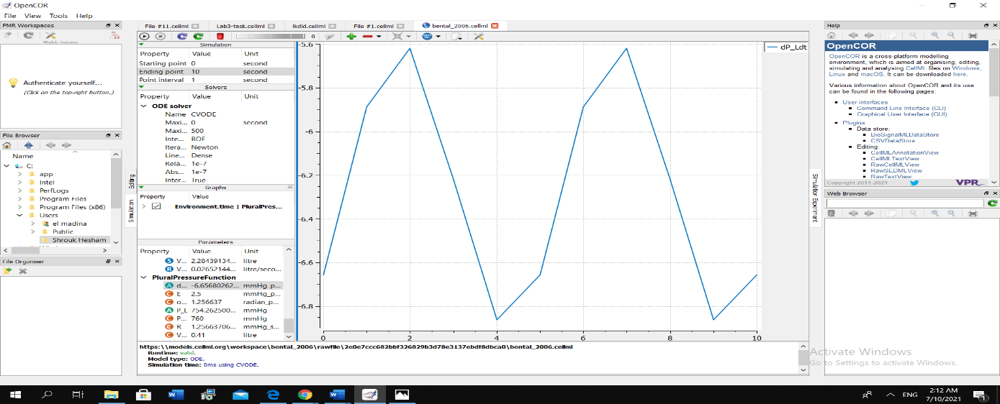 OpenCOR
File View Tools Help
PMR Workspaces
Models Instance
Authenticate yourself...
(Click on the top-right button.)
File Browser
Name
C:
app
Intel
PerfLogs
Program Files
Program Files (x86)
Users
el madina
Public
Shrouk Hesham
File Organiser
File #11.cellml
Lab3-task.cellml
Ikdld.cellml
File #1.cellml
bental_2006.cellml
0
Editing
Simulation
Simulation
Property Value Unit
Starting point 0 second
Ending point 10 second
Point interval 1 second
Solvers
Property Value Unit
ODE solver
Name CVODE
Maxi... 0 second
Maxi... 500
Inte... BDF
Itera... Newton
Line... Dense
Rela... 1e-7
Abs... 1e-7
Inter... True
Graphs
Property Value
Environment.time | PluralPres...
Parameters
Property Value Unit
V... 2.28439134... litre
V... 0.02652144... litre/seco...
PluralPressureFunction
d... -6.65680262... mmHg_p...
E 2.5 mmHg_p...
o... 1.256637 radian_p...
P_L 754.262500... mmHg
P... 760 mmHg
R 1.25663706... mmHg_s...
V... 0.41 litre
-5.6
-5.8
-6
-6.2
-6.4
-6.6
-6.8
0 2 4 6 8 10
dP_Ldt
https:\\models.cellml.org\workspace\bental_2006\rawfile\2e0e7ccc682bbf326829b3d78e3137ebdf8dbca0\bental_2006.cellml
Runtime: valid.
Model type: ODE.
Simulation time: 0ms using CVODE.
Simulation Experiment
Help
OpenCOR
OpenCOR is a cross-platform modelling
environment, which is aimed at organising, editing,
simulating and analysing CellML files on Windows,
Linux and macOS. It can be downloaded here.
Various information about OpenCOR and its use
can be found in the following pages:
User interfaces
Command Line Interface (CLI)
Graphical User Interface (GUI)
Plugins
Data store:
BioSignalMLDataStore
CSVDataStore
Editing:
CellMLAnnotationView
CellMLTextView
RawCellMLView
RawSEDMLView
RawTextView
Copyright 2011-2021
VPR
Web Browser
Activate Windows
Go to Settings to activate Windows.
ENG
2:12 AM
7/10/2021
1